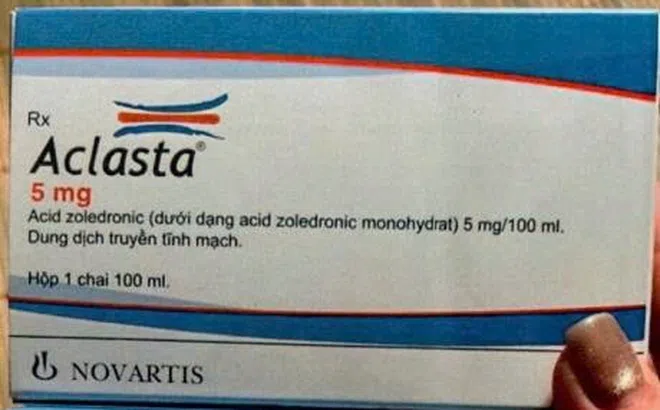 Rx
Aclasta®
5 mg
Acid zoledronic (dưới dạng acid zoledronic monohydrat) 5 mg/100 ml.
Dung dịch truyền tĩnh mạch.
Hộp 1 chai 100 ml.
NOVARTIS